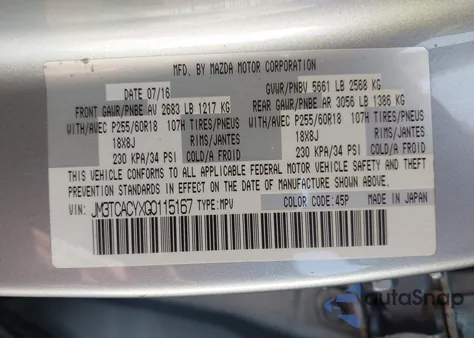 MFD. BY MAZDA MOTOR CORPORATION
DATE 07/16 GVWR/PNBV 5661 LB 2568 KG
FRONT GAWR/PNBE AV 2683 LB 1217 KG REAR GAWR/PNBE AR 3056 LB 1386 KG
WITH/AVEC P255/60R18 107H TIRES/PNEUS WITH/AVEC P255/60R18 107H TIRES/PNEUS
18X8J RIMS/JANTES 18X8J RIMS/JANTES
230 KPA/34 PSI COLD/A FROID 230 KPA/34 PSI COLD/A FROID
THIS VEHICLE CONFORMS TO ALL APPLICABLE FEDERAL MOTOR VEHICLE SAFETY AND THEFT
PREVENTION STANDARDS IN EFFECT ON THE DATE OF MANUFACTURE SHOWN ABOVE.
VIN: JM3TCACYXG0115167 TYPE:MPV COLOR CODE:45P MADE IN JAPAN
autoSnap